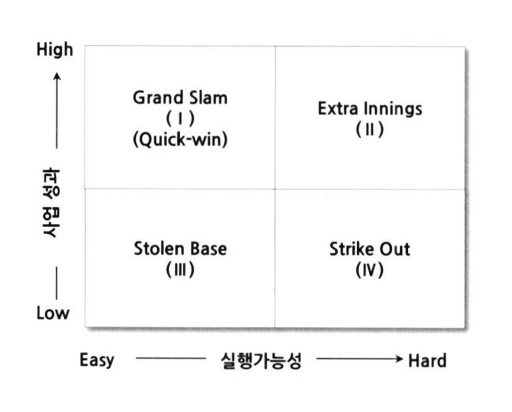 High
Grand Slam
( I )
(Quick-win)
Extra Innings
( II )
사업 성과
Stolen Base
(III)
Strike Out
(IV)
Low
Easy
실행가능성
Hard